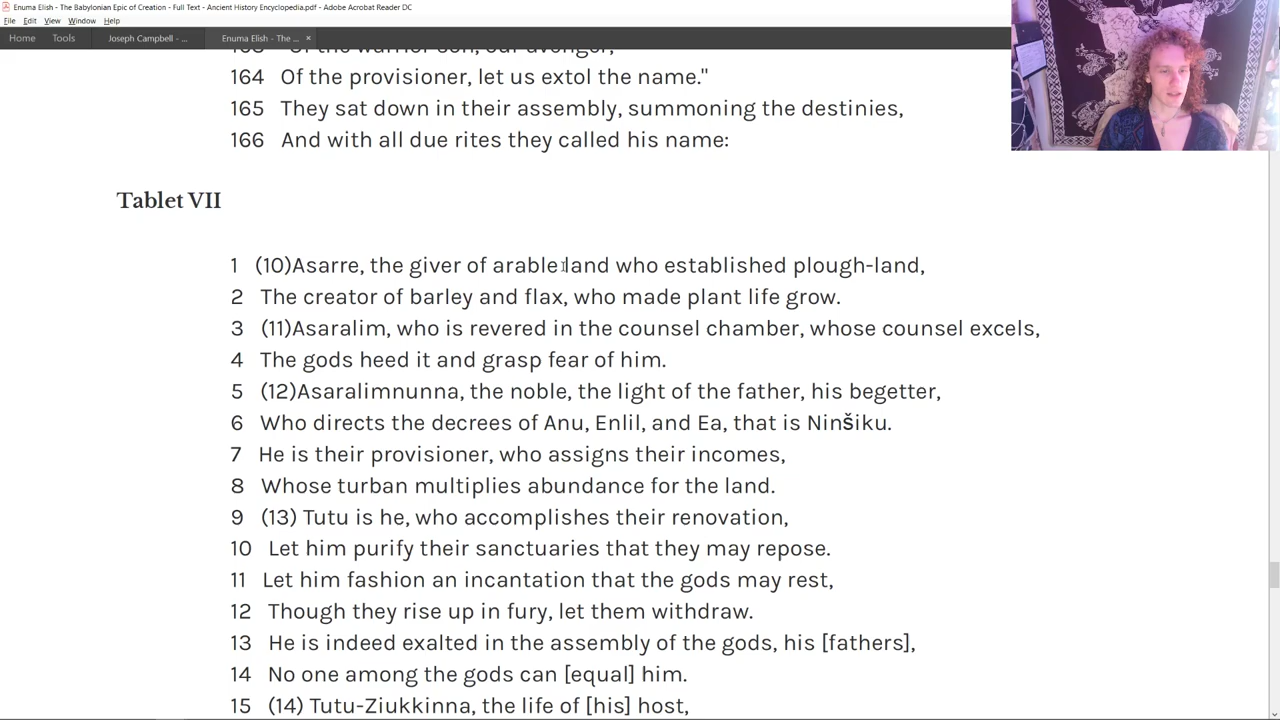 Enuma Elish - The Babylonian Epic of Creation - Full Text - Ancient History Encyclopedia.pdf - Adobe Acrobat Reader DC
File Edit View Window Help
Home Tools Joseph Campbell - ... Enuma Elish - The ... ×
163 "Of the warrior son, our avenger,
164 Of the provisioner, let us extol the name."
165 They sat down in their assembly, summoning the destinies,
166 And with all due rites they called his name:
Tablet VII
1 (10)Asarre, the giver of arable land who established plough-land,
2 The creator of barley and flax, who made plant life grow.
3 (11)Asaralim, who is revered in the counsel chamber, whose counsel excels,
4 The gods heed it and grasp fear of him.
5 (12)Asaralimnunna, the noble, the light of the father, his begetter,
6 Who directs the decrees of Anu, Enlil, and Ea, that is Ninšiku.
7 He is their provisioner, who assigns their incomes,
8 Whose turban multiplies abundance for the land.
9 (13) Tutu is he, who accomplishes their renovation,
10 Let him purify their sanctuaries that they may repose.
11 Let him fashion an incantation that the gods may rest,
12 Though they rise up in fury, let them withdraw.
13 He is indeed exalted in the assembly of the gods, his [fathers],
14 No one among the gods can [equal] him.
15 (14) Tutu-Ziukkinna, the life of [his] host,